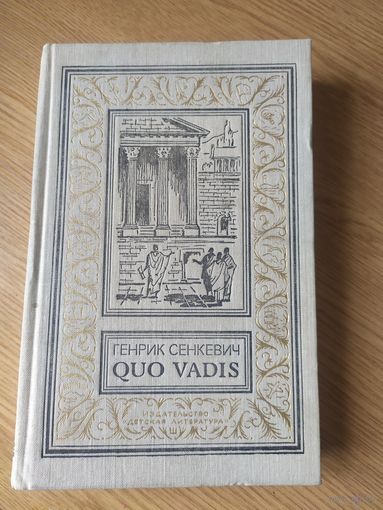 ГЕНРИК СЕНКЕВИЧ
QUO VADIS
ИЗДАТЕЛЬСТВО
"ДЕТСКАЯ ЛИТЕРАТУРА"